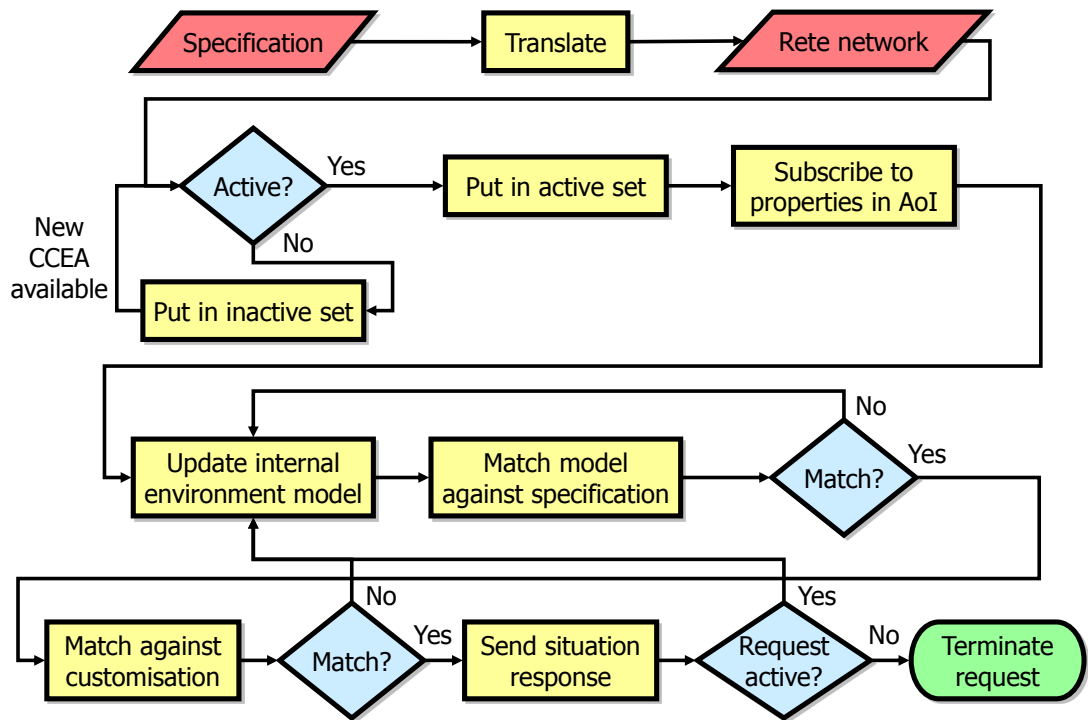 Specification
Translate
Rete network
Active?
Yes
Put in active set
Subscribe to
properties in AoI
No
New
CCEA
available
Put in inactive set
No
Update internal
environment model
Match model
against specification
Match?
Yes
No
Yes
Match against
customisation
Match?
Yes
Send situation
response
Request
active?
No
Terminate
request